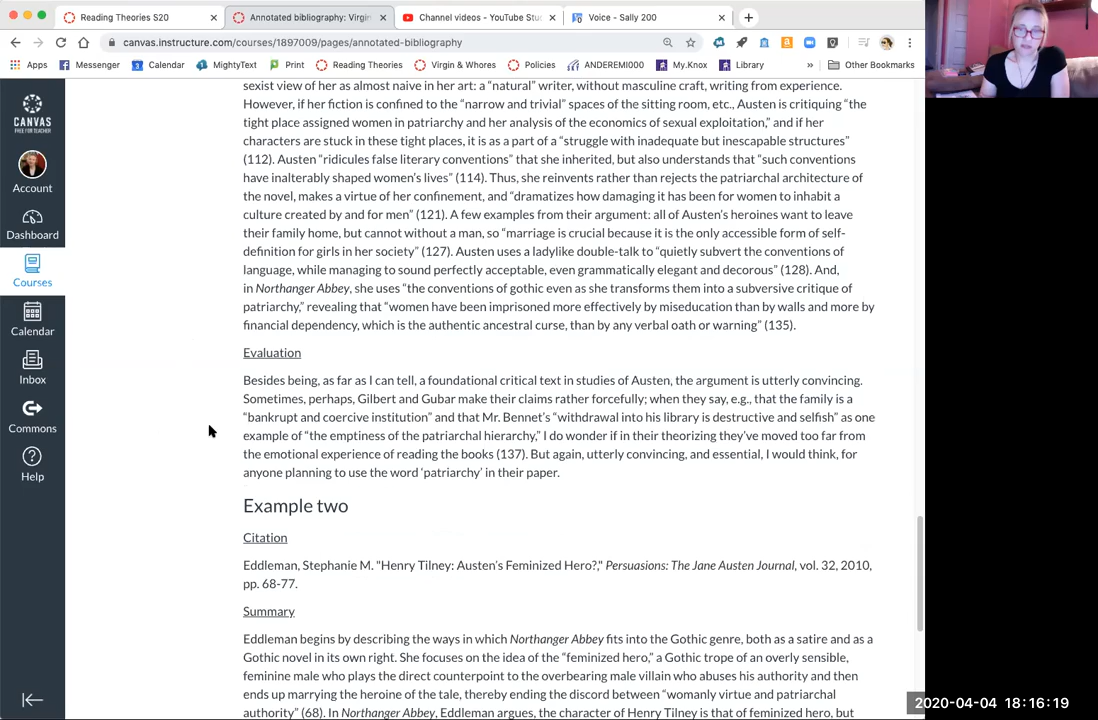 Reading Theories S20
Annotated bibliography: Virgin
Channel videos - YouTube Stu
Voice - Sally 200
canvas.instructure.com/courses/1897009/pages/annotated-bibliography
Apps
Messenger
Calendar
MightyText
Print
Reading Theories
Virgin & Whores
Policies
ANDEREMI000
My.Knox
Library
»
Other Bookmarks
CANVAS
FREE FOR TEACHER
Account
Dashboard
Courses
Calendar
Inbox
Commons
Help
sexist view of her as almost naive in her art: a “natural” writer, without masculine craft, writing from experience.
However, if her fiction is confined to the “narrow and trivial” spaces of the sitting room, etc., Austen is critiquing “the
tight place assigned women in patriarchy and her analysis of the economics of sexual exploitation,” and if her
characters are stuck in these tight places, it is as a part of a “struggle with inadequate but inescapable structures”
(112). Austen “ridicules false literary conventions” that she inherited, but also understands that “such conventions
have inalterably shaped women’s lives” (114). Thus, she reinvents rather than rejects the patriarchal architecture of
the novel, makes a virtue of her confinement, and “dramatizes how damaging it has been for women to inhabit a
culture created by and for men” (121). A few examples from their argument: all of Austen’s heroines want to leave
their family home, but cannot without a man, so “marriage is crucial because it is the only accessible form of self-
definition for girls in her society” (127). Austen uses a ladylike double-talk to “quietly subvert the conventions of
language, while managing to sound perfectly acceptable, even grammatically elegant and decorous” (128). And,
in Northanger Abbey, she uses “the conventions of gothic even as she transforms them into a subversive critique of
patriarchy,” revealing that “women have been imprisoned more effectively by miseducation than by walls and more by
financial dependency, which is the authentic ancestral curse, than by any verbal oath or warning” (135).
Evaluation
Besides being, as far as I can tell, a foundational critical text in studies of Austen, the argument is utterly convincing.
Sometimes, perhaps, Gilbert and Gubar make their claims rather forcefully; when they say, e.g., that the family is a
“bankrupt and coercive institution” and that Mr. Bennet’s “withdrawal into his library is destructive and selfish” as one
example of “the emptiness of the patriarchal hierarchy,” I do wonder if in their theorizing they’ve moved too far from
the emotional experience of reading the books (137). But again, utterly convincing, and essential, I would think, for
anyone planning to use the word ‘patriarchy’ in their paper.
Example two
Citation
Eddleman, Stephanie M. "Henry Tilney: Austen’s Feminized Hero?," Persuasions: The Jane Austen Journal, vol. 32, 2010,
pp. 68-77.
Summary
Eddleman begins by describing the ways in which Northanger Abbey fits into the Gothic genre, both as a satire and as a
Gothic novel in its own right. She focuses on the idea of the “feminized hero,” a Gothic trope of an overly sensible,
feminine male who plays the direct counterpoint to the overbearing male villain who abuses his authority and then
ends up marrying the heroine of the tale, thereby ending the discord between “womanly virtue and patriarchal
authority” (68). In Northanger Abbey, Eddleman argues, the character of Henry Tilney is that of feminized hero, but
2020-04-04 18:16:19